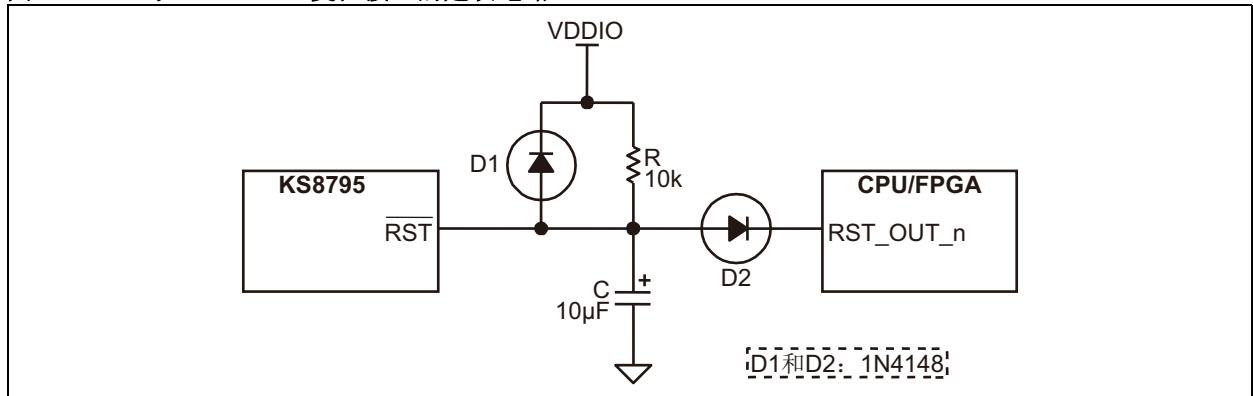 VDDIO
D1
R
10k
KS8795
RST
CPU/FPGA
RST_OUT_n
D2
C
+
10µF
D1和D2：1N4148